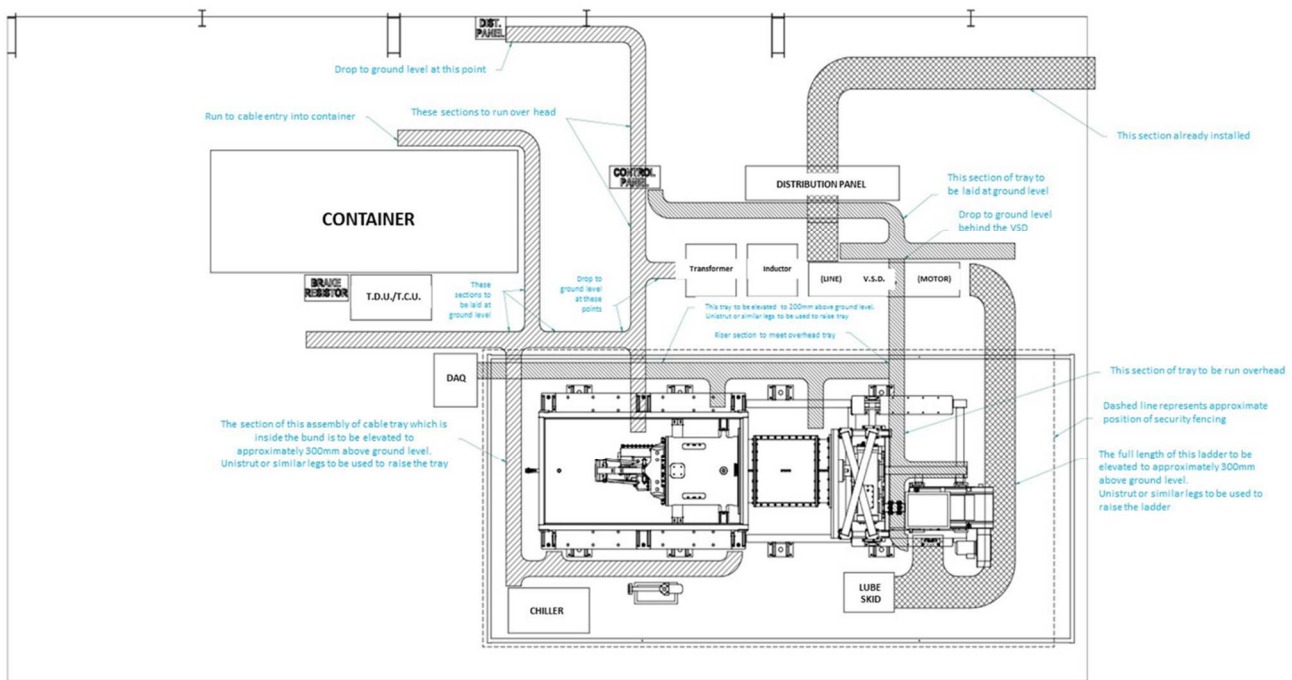 DIST.
PANEL
Drop to ground level at this point
These sections to run over head
Run to cable entry into container
This section already installed
CONTROL
PANEL
DISTRIBUTION PANEL
This section of tray to
be laid at ground level
Drop to ground level
behind the VSD
CONTAINER
Transformer
Inductor
(LINE)
V.S.D.
(MOTOR)
BRAKE
RESISTOR
T.D.U./T.C.U.
These
sections to
be laid at
ground level
Drop to
ground level
at these
points
This tray to be elevated to 200mm above ground level.
Unistrut or similar legs to be used to raise tray
Riser section to meet overhead tray
DAQ
This section of tray to be run overhead
Dashed line represents approximate
position of security fencing
The section of this assembly of cable tray which is
inside the bund is to be elevated to
approximately 300mm above ground level.
Unistrut or similar legs to be used to raise the tray
The full length of this ladder to be
elevated to approximately 300mm
above ground level.
Unistrut or similar legs to be used to
raise the ladder
CHILLER
LUBE
SKID